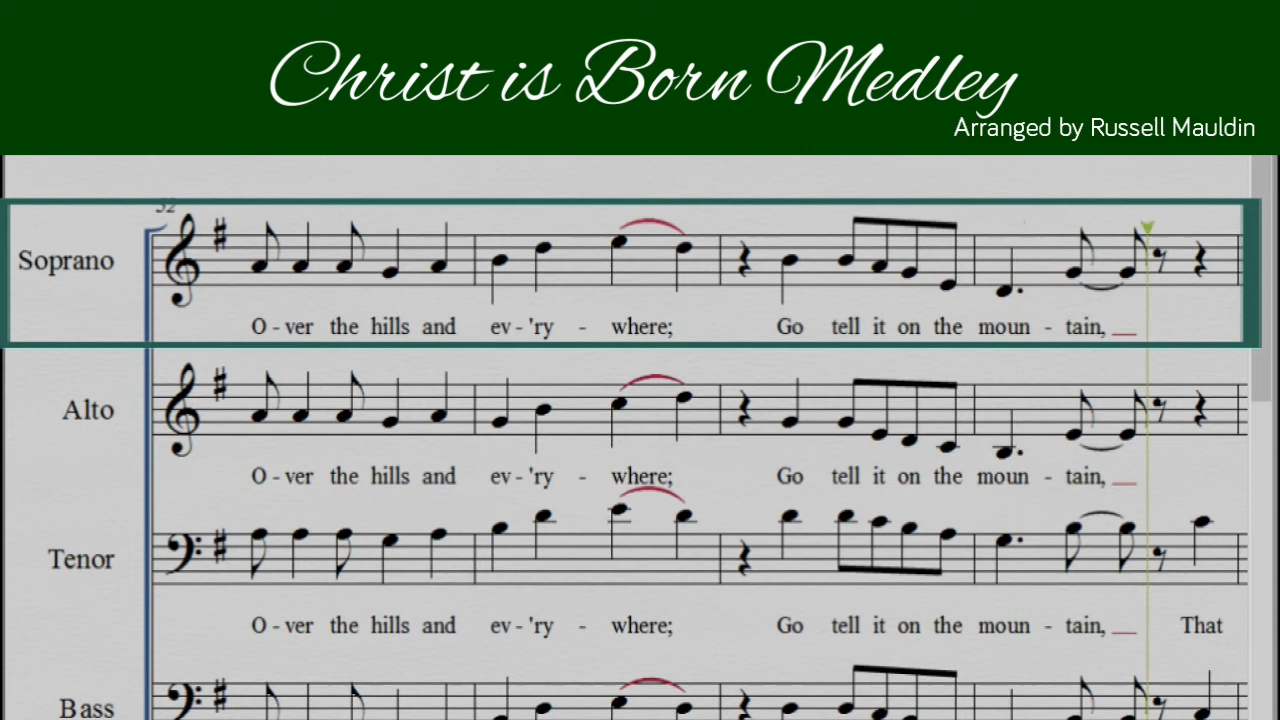 Christ is Born Medley
Arranged by Russell Mauldin
Soprano
O - ver the hills and ev - 'ry - where; Go tell it on the moun - tain,
Alto
O - ver the hills and ev - 'ry - where; Go tell it on the moun - tain,
Tenor
O - ver the hills and ev - 'ry - where; Go tell it on the moun - tain, That
Bass